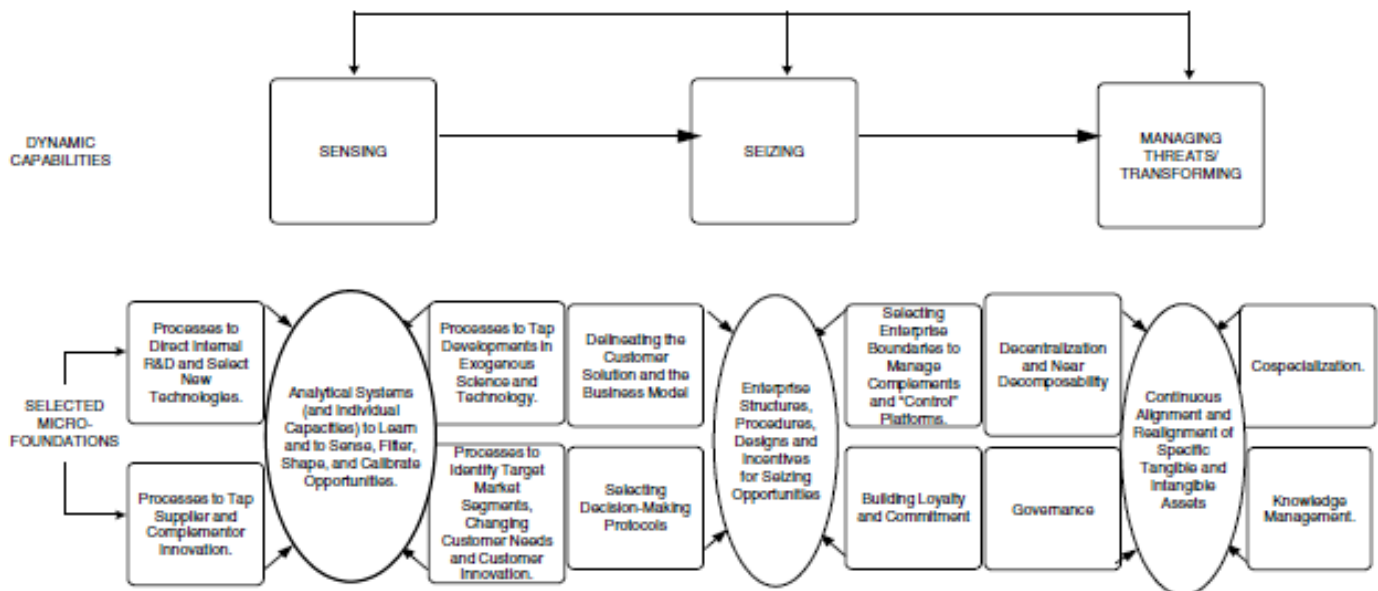 DYNAMIC
CAPABILITIES
SENSING
SEIZING
MANAGING
THREATS/
TRANSFORMING
SELECTED
MICRO-
FOUNDATIONS
Processes to
Direct Internal
R&D and Select
New
Technologies.
Processes to Tap
Supplier and
Complementor
Innovation.
Analytical Systems
(and Individual
Capacities) to Learn
and to Sense, Filter,
Shape, and Calibrate
Opportunities.
Processes to Tap
Developments in
Exogenous
Science and
Technology.
Processes to
Identify Target
Market
Segments,
Changing
Customer Needs
and Customer
Innovation.
Delineating the
Customer
Solution and the
Business Model
Selecting
Decision-Making
Protocols
Enterprise
Structures,
Procedures,
Designs and
Incentives
for Seizing
Opportunities
Selecting
Enterprise
Boundaries to
Manage
Complements
and "Control"
Platforms.
Building Loyalty
and Commitment
Decentralization
and Near
Decomposability
Governance
Continuous
Alignment and
Realignment of
Specific
Tangible and
Intangible
Assets
Cospecialization.
Knowledge
Management.